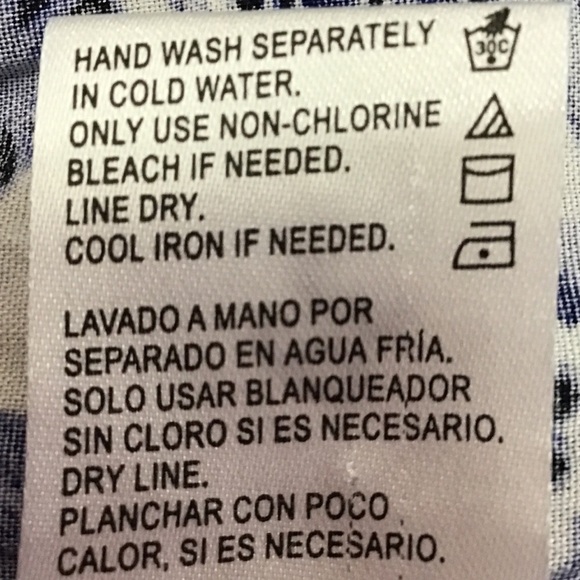 HAND WASH SEPARATELY
IN COLD WATER.
ONLY USE NON-CHLORINE
BLEACH IF NEEDED.
LINE DRY.
COOL IRON IF NEEDED.
30C
LAVADO A MANO POR
SEPARADO EN AGUA FRÍA.
SOLO USAR BLANQUEADOR
SIN CLORO SI ES NECESARIO.
DRY LINE.
PLANCHAR CON POCO
CALOR, SI ES NECESARIO.